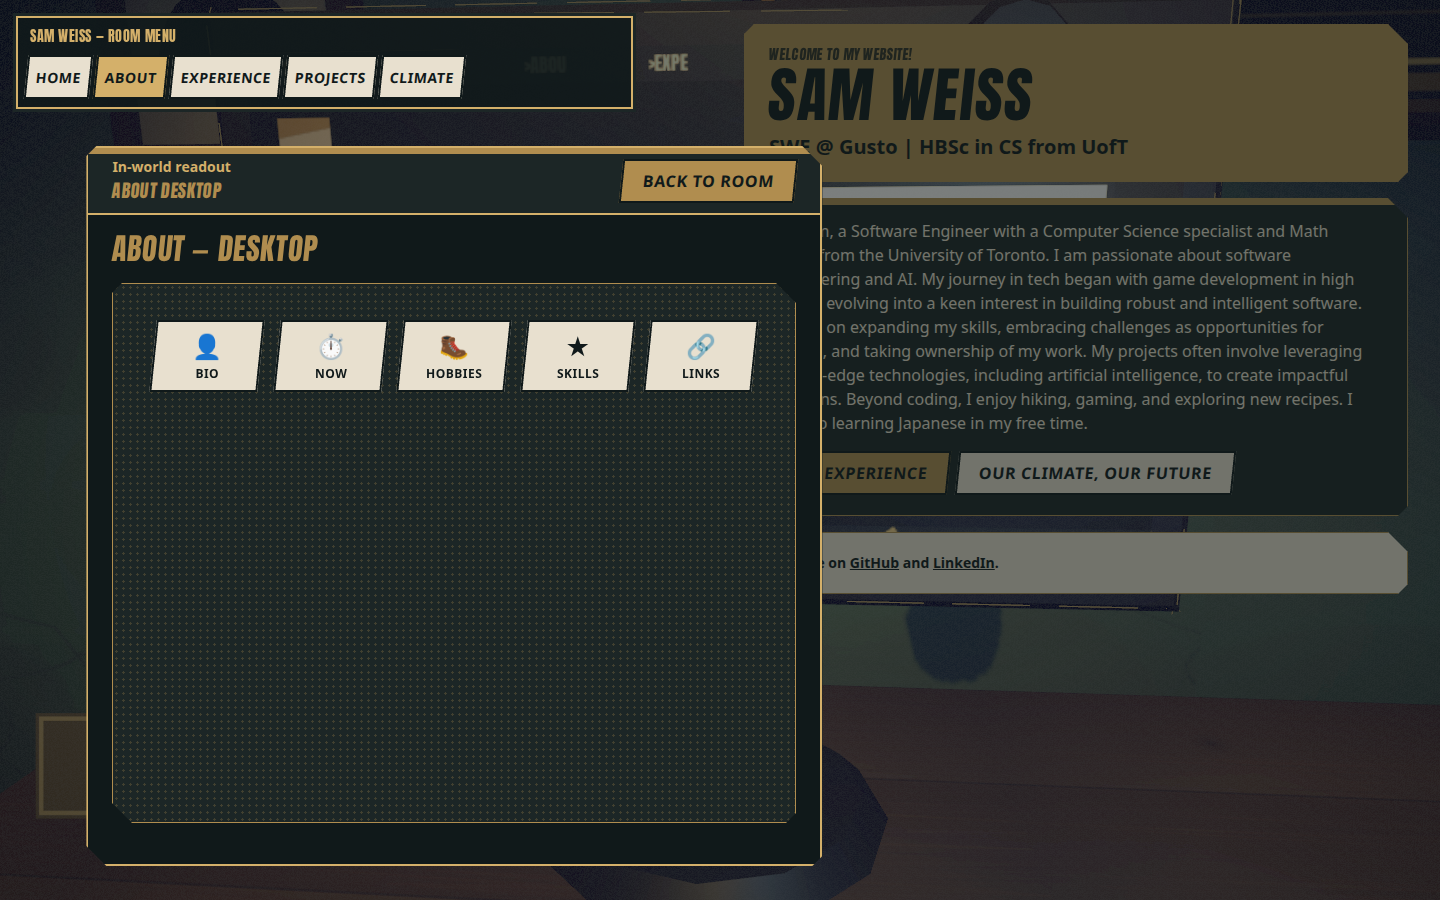 SAM WEISS – ROOM MENU
HOME ABOUT EXPERIENCE PROJECTS CLIMATE
>ABOU >EXPE
WELCOME TO MY WEBSITE!
SAM WEISS
SWE @ Gusto | HBSc in CS from UofT
In-world readout
ABOUT DESKTOP
BACK TO ROOM
ABOUT – DESKTOP
BIO NOW HOBBIES SKILLS LINKS
, a Software Engineer with a Computer Science specialist and Math
from the University of Toronto. I am passionate about software
ering and AI. My journey in tech began with game development in high
evolving into a keen interest in building robust and intelligent software.
on expanding my skills, embracing challenges as opportunities for
, and taking ownership of my work. My projects often involve leveraging
-edge technologies, including artificial intelligence, to create impactful
ns. Beyond coding, I enjoy hiking, gaming, and exploring new recipes. I
learning Japanese in my free time.
EXPERIENCE OUR CLIMATE, OUR FUTURE
on GitHub and LinkedIn.